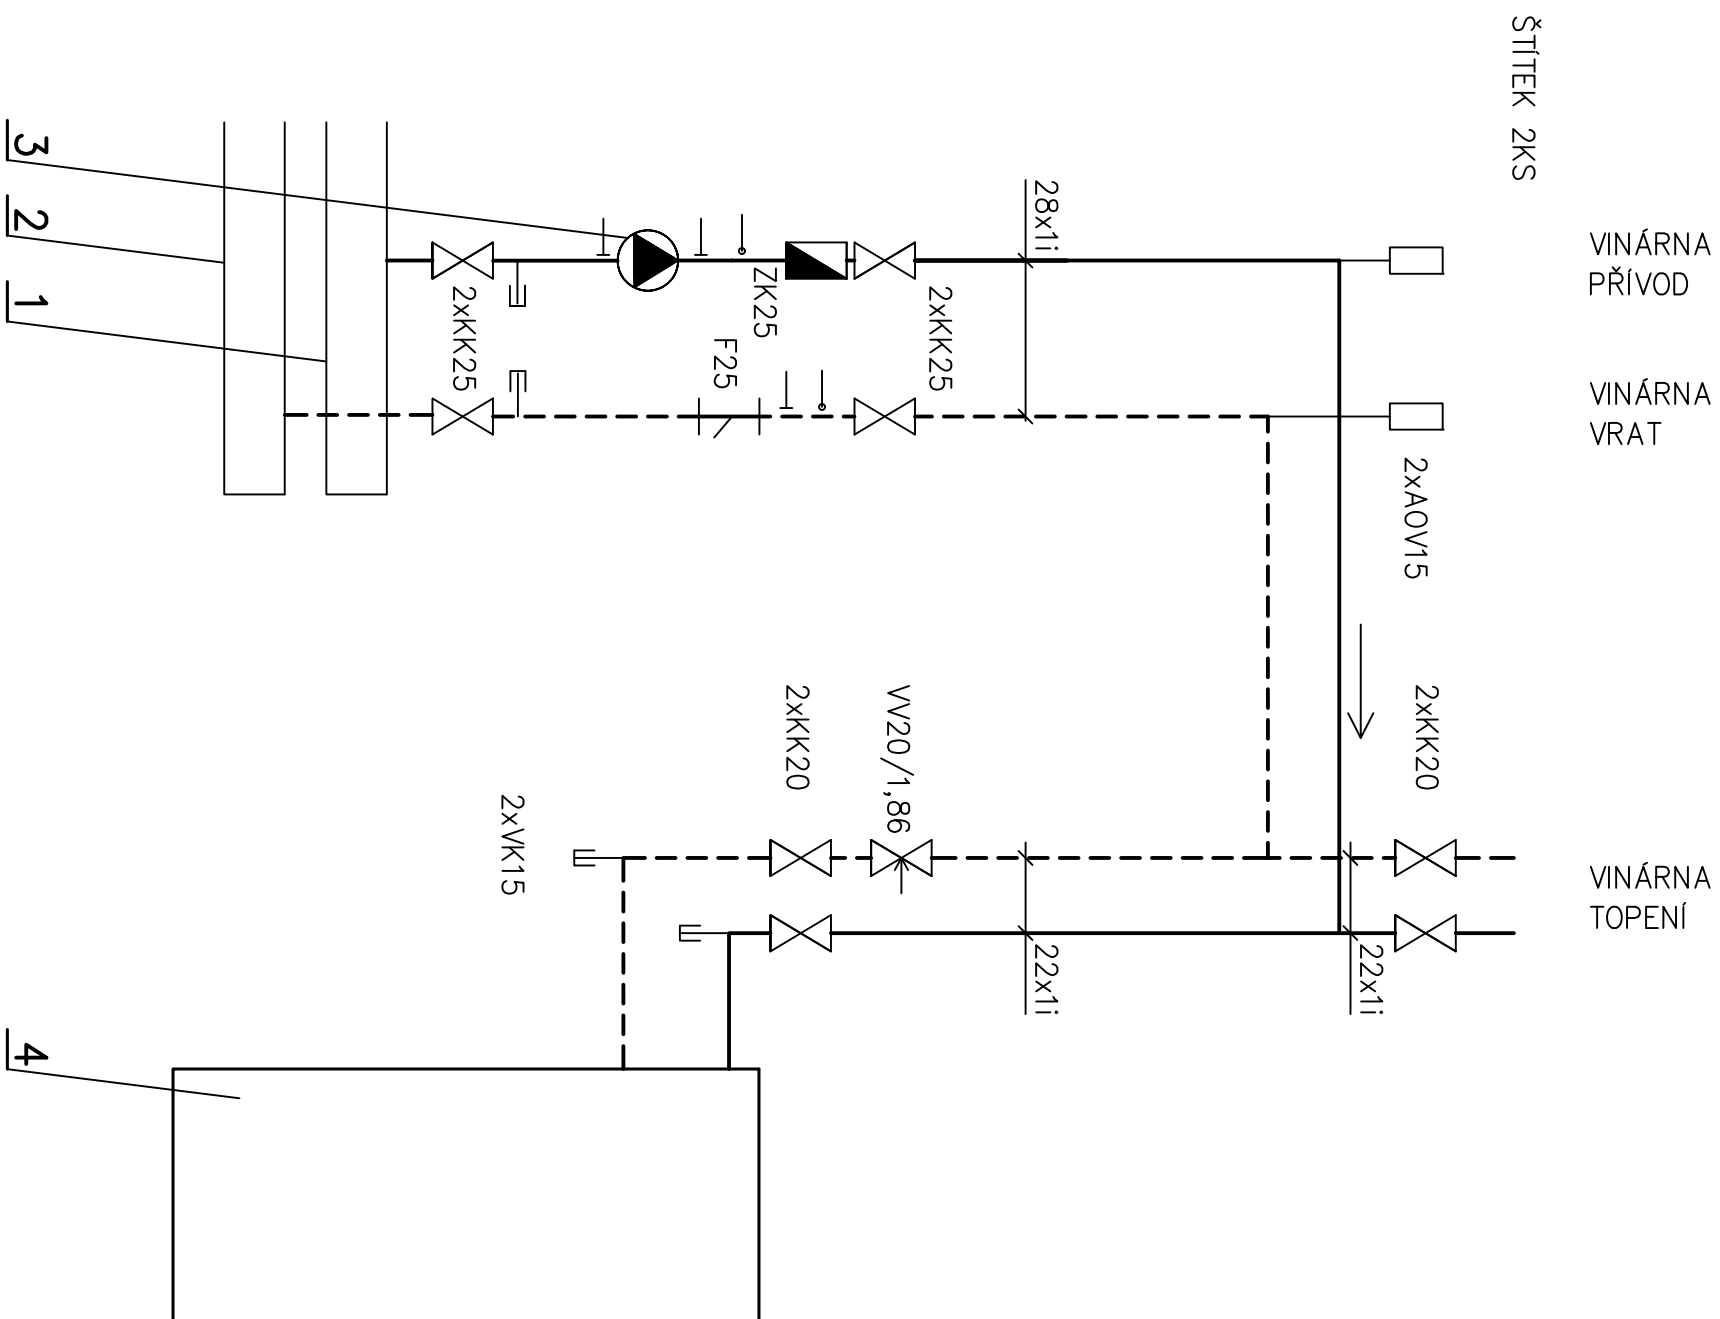 ŠTÍTEK 2KS
VINÁRNA
PŘÍVOD
VINÁRNA
VRAT
VINÁRNA
TOPENÍ
3
2
1
4
28x1i
ZK25
2xKK25
2xKK25
F25
2xAOV15
2xKK20
VV20/1,86
2xKK20
2xVK15
22x1i
22x1i